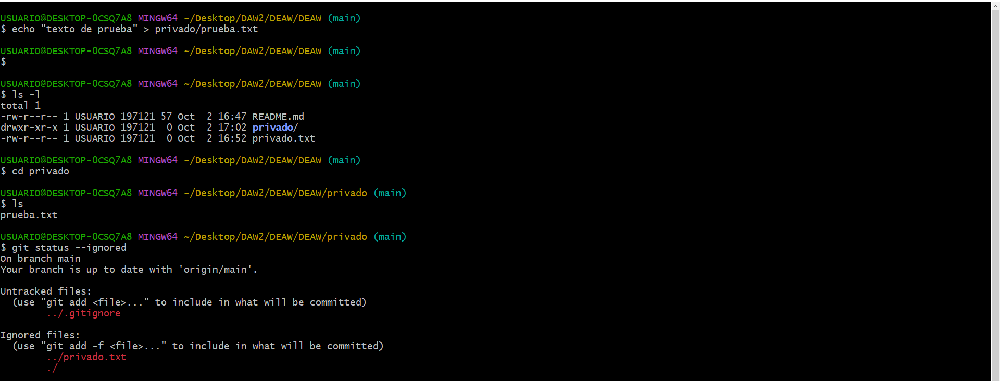 USUARIO@DESKTOP-0CSQ7A8 MINGW64 ~/Desktop/DAW2/DEAW/DEAW (main)
$ echo "texto de prueba" > privado/prueba.txt
USUARIO@DESKTOP-0CSQ7A8 MINGW64 ~/Desktop/DAW2/DEAW/DEAW (main)
$
USUARIO@DESKTOP-0CSQ7A8 MINGW64 ~/Desktop/DAW2/DEAW/DEAW (main)
$ ls -l
total 1
-rw-r--r-- 1 USUARIO 197121 57 Oct  2 16:47 README.md
drwxr-xr-x 1 USUARIO 197121  0 Oct  2 17:02 privado/
-rw-r--r-- 1 USUARIO 197121  0 Oct  2 16:52 privado.txt
USUARIO@DESKTOP-0CSQ7A8 MINGW64 ~/Desktop/DAW2/DEAW/DEAW (main)
$ cd privado
USUARIO@DESKTOP-0CSQ7A8 MINGW64 ~/Desktop/DAW2/DEAW/DEAW/privado (main)
$ ls
prueba.txt
USUARIO@DESKTOP-0CSQ7A8 MINGW64 ~/Desktop/DAW2/DEAW/DEAW/privado (main)
$ git status --ignored
On branch main
Your branch is up to date with 'origin/main'.
Untracked files:
  (use "git add <file>..." to include in what will be committed)
        ../.gitignore
Ignored files:
  (use "git add -f <file>..." to include in what will be committed)
        ../privado.txt
        ./